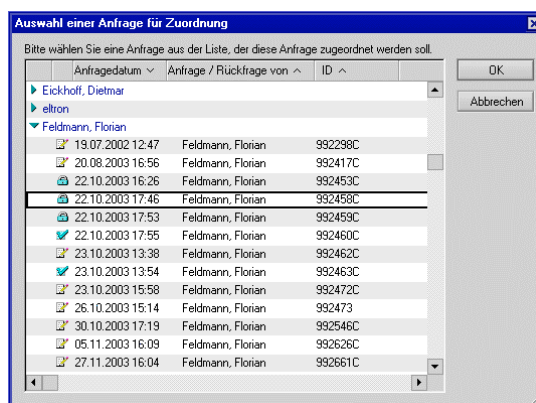 Auswahl einer Anfrage für Zuordnung
Bitte wählen Sie eine Anfrage aus der Liste, der diese Anfrage zugeordnet werden soll.
Anfragedatum Anfrage / Rückfrage von ID
OK
Abbrechen
Eickhoff, Dietmar
eltron
Feldmann, Florian
19.07.2002 12:47 Feldmann, Florian 992298C
20.08.2003 16:56 Feldmann, Florian 992417C
22.10.2003 16:26 Feldmann, Florian 992453C
22.10.2003 17:46 Feldmann, Florian 992458C
22.10.2003 17:53 Feldmann, Florian 992459C
22.10.2003 17:55 Feldmann, Florian 992460C
23.10.2003 13:38 Feldmann, Florian 992462C
23.10.2003 13:54 Feldmann, Florian 992463C
23.10.2003 15:58 Feldmann, Florian 992472C
26.10.2003 15:14 Feldmann, Florian 992473
30.10.2003 17:19 Feldmann, Florian 992546C
05.11.2003 16:09 Feldmann, Florian 992626C
27.11.2003 16:04 Feldmann, Florian 992661C